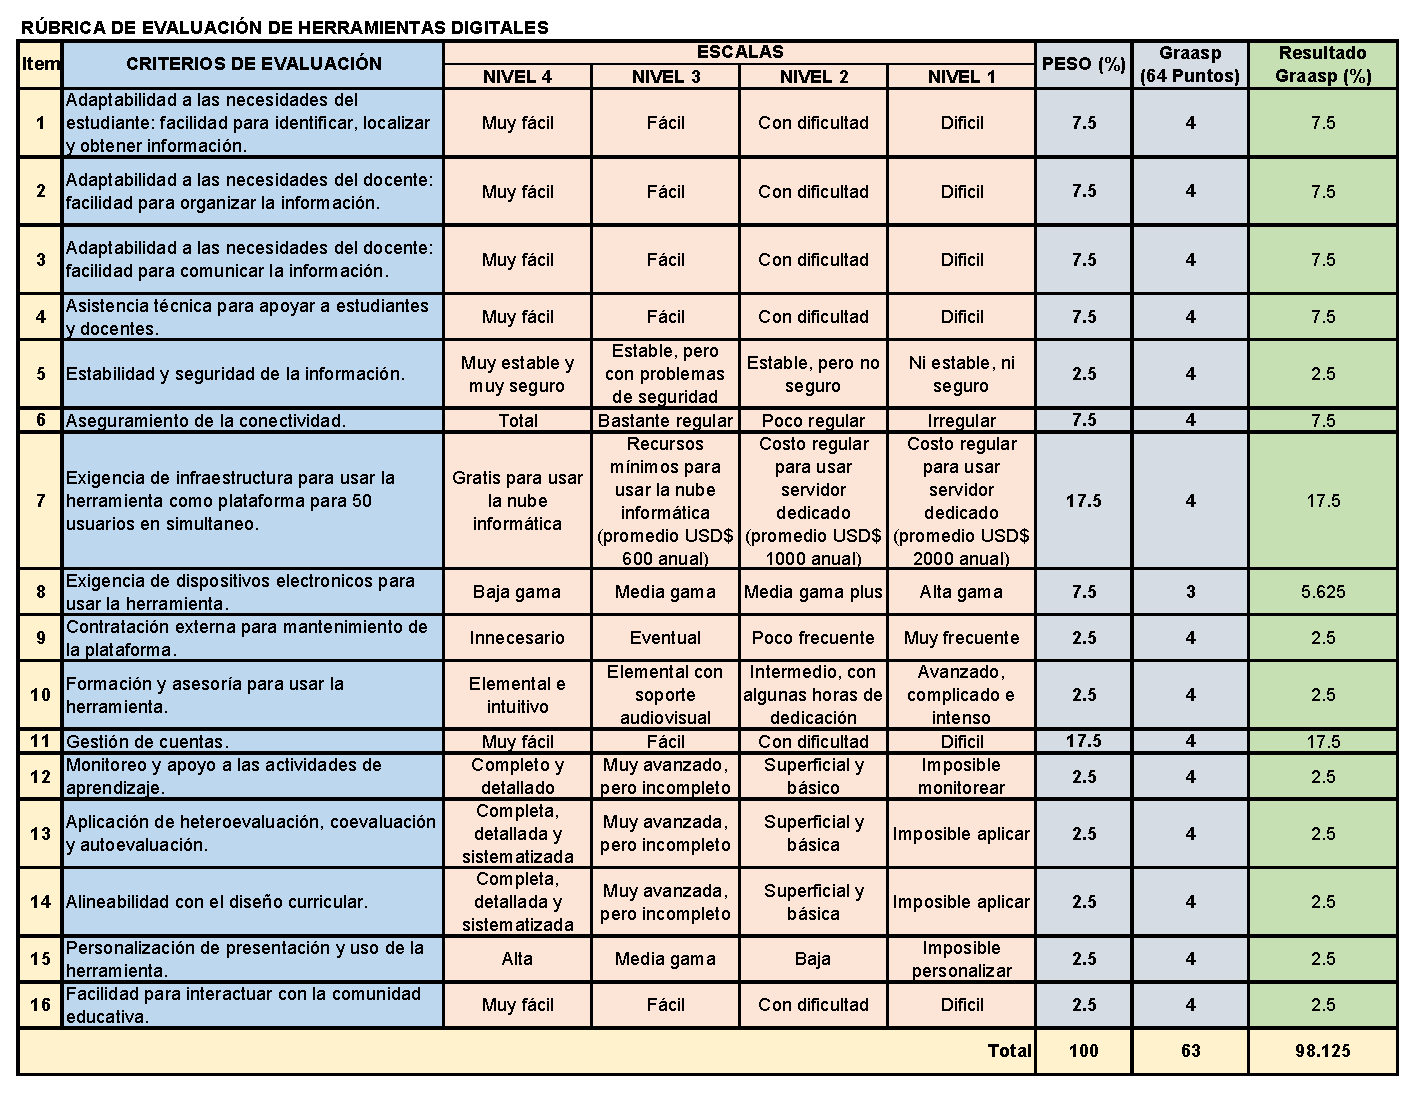 RÚBRICA DE EVALUACIÓN DE HERRAMIENTAS DIGITALES
Item CRITERIOS DE EVALUACIÓN ESCALAS PESO (%) Graasp (64 Puntos) Resultado Graasp (%)
NIVEL 4 NIVEL 3 NIVEL 2 NIVEL 1
1 Adaptabilidad a las necesidades del estudiante: facilidad para identificar, localizar y obtener información. Muy fácil Fácil Con dificultad Dificil 7.5 4 7.5
2 Adaptabilidad a las necesidades del docente: facilidad para organizar la información. Muy fácil Fácil Con dificultad Dificil 7.5 4 7.5
3 Adaptabilidad a las necesidades del docente: facilidad para comunicar la información. Muy fácil Fácil Con dificultad Dificil 7.5 4 7.5
4 Asistencia técnica para apoyar a estudiantes y docentes. Muy fácil Fácil Con dificultad Dificil 7.5 4 7.5
5 Estabilidad y seguridad de la información. Muy estable y muy seguro Estable, pero con problemas de seguridad Estable, pero no seguro Ni estable, ni seguro 2.5 4 2.5
6 Aseguramiento de la conectividad. Total Bastante regular Poco regular Irregular 7.5 4 7.5
7 Exigencia de infraestructura para usar la herramienta como plataforma para 50 usuarios en simultaneo. Gratis para usar la nube informática Recursos mínimos para usar la nube informática (promedio USD$ 600 anual) Costo regular para usar servidor dedicado (promedio USD$ 1000 anual) Costo regular para usar servidor dedicado (promedio USD$ 2000 anual) 17.5 4 17.5
8 Exigencia de dispositivos electronicos para usar la herramienta. Baja gama Media gama Media gama plus Alta gama 7.5 3 5.625
9 Contratación externa para mantenimiento de la plataforma. Innecesario Eventual Poco frecuente Muy frecuente 2.5 4 2.5
10 Formación y asesoría para usar la herramienta. Elemental e intuitivo Elemental con soporte audiovisual Intermedio, con algunas horas de dedicación Avanzado, complicado e intenso 2.5 4 2.5
11 Gestión de cuentas. Muy fácil Fácil Con dificultad Dificil 17.5 4 17.5
12 Monitoreo y apoyo a las actividades de aprendizaje. Completo y detallado Muy avanzado, pero incompleto Superficial y básico Imposible monitorear 2.5 4 2.5
13 Aplicación de heteroevaluación, coevaluación y autoevaluación. Completa, detallada y sistematizada Muy avanzada, pero incompleto Superficial y básica Imposible aplicar 2.5 4 2.5
14 Alineabilidad con el diseño curricular. Completa, detallada y sistematizada Muy avanzada, pero incompleto Superficial y básica Imposible aplicar 2.5 4 2.5
15 Personalización de presentación y uso de la herramienta. Alta Media gama Baja Imposible personalizar 2.5 4 2.5
16 Facilidad para interactuar con la comunidad educativa. Muy fácil Fácil Con dificultad Dificil 2.5 4 2.5
Total 100 63 98.125